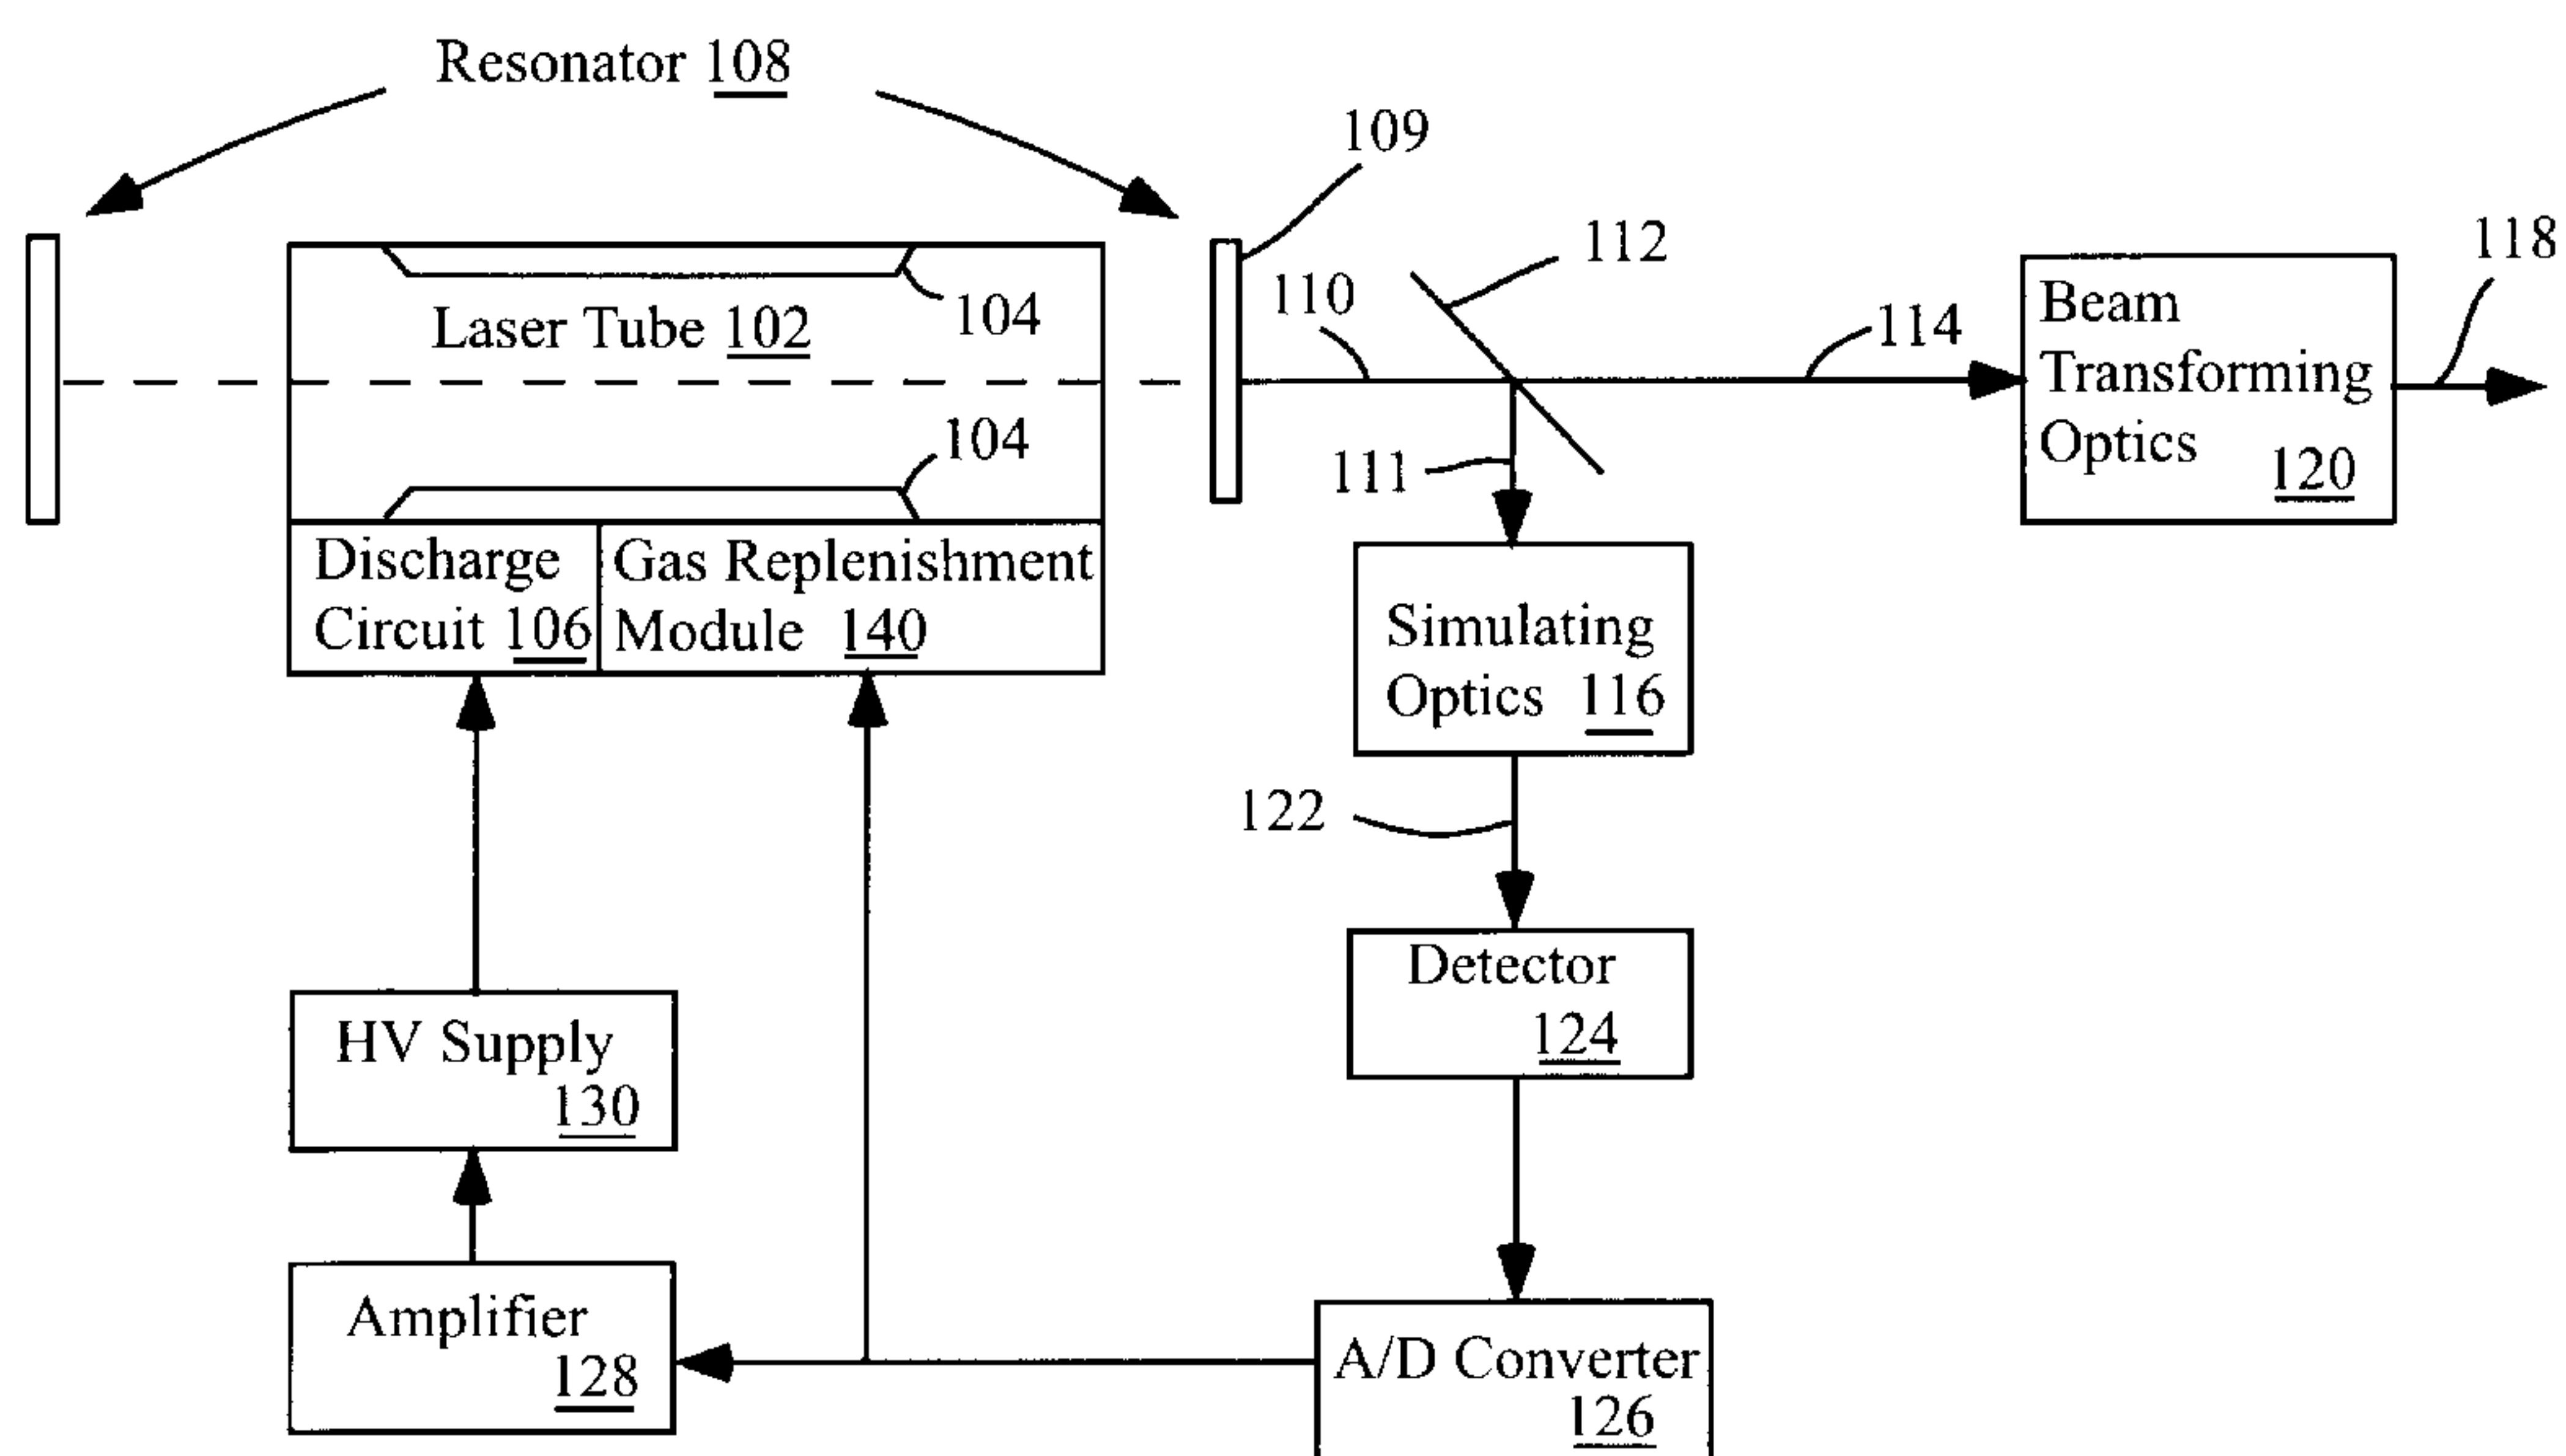 Resonator 108
109
112
118
110
114
Beam
Transforming
Optics
120
104
Laser Tube 102
104
111
Discharge
Circuit 106
Gas Replenishment
Module 140
Simulating
Optics 116
122
Detector
124
HV Supply
130
Amplifier
128
A/D Converter
126